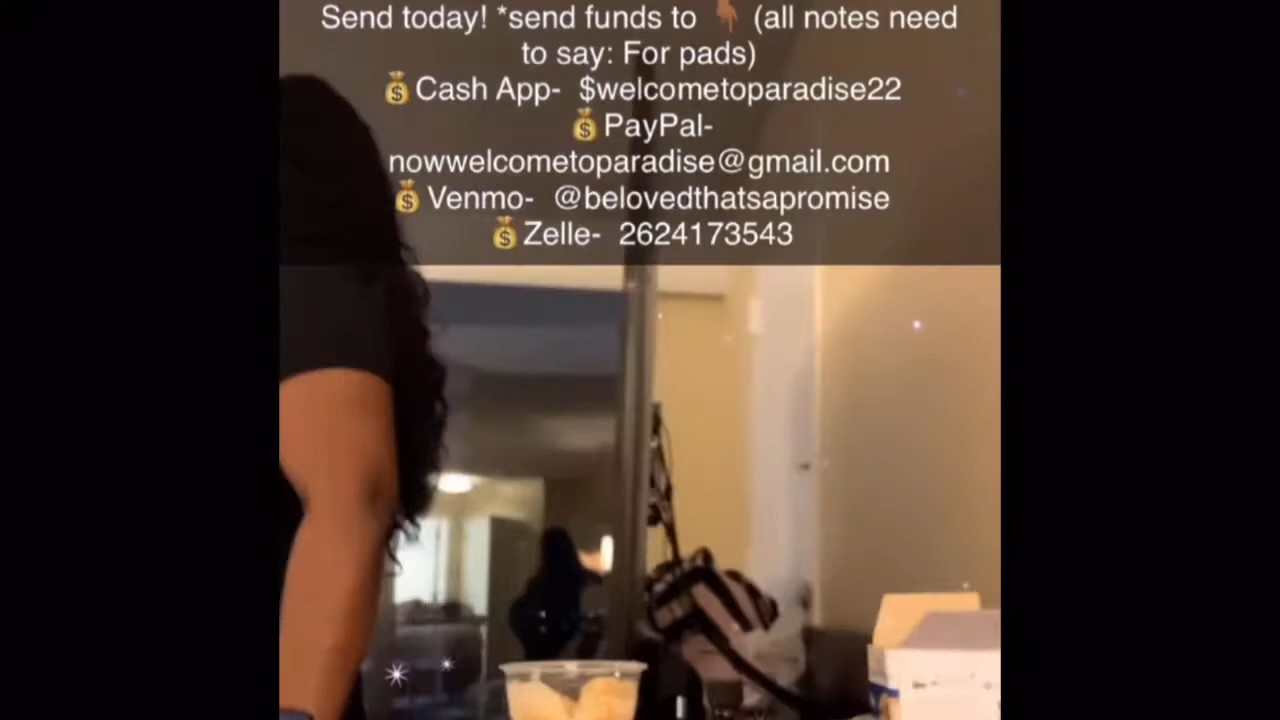 Send today! *send funds to 👇🏾 (all notes need
to say: For pads)
💰Cash App- $welcometoparadise22
💰PayPal-
nowwelcometoparadise@gmail.com
💰Venmo- @belovedthatsapromise
💰Zelle- 2624173543